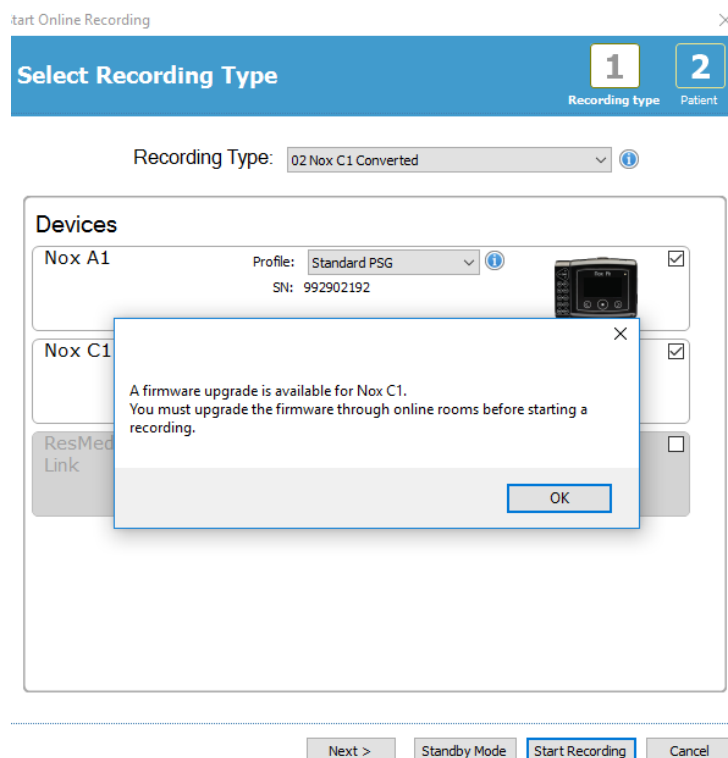 tart Online Recording
Select Recording Type
1
Recording type
2
Patient
Recording Type: 02 Nox C1 Converted
Devices
Nox A1
Profile: Standard PSG
SN: 992902192
Nox C1
A firmware upgrade is available for Nox C1.
You must upgrade the firmware through online rooms before starting a
recording.
OK
ResMed
Link
Next >
Standby Mode
Start Recording
Cancel